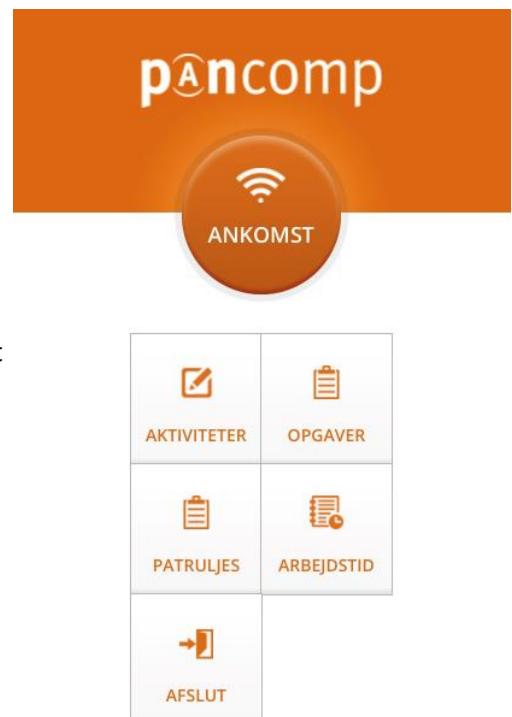 pancomp
ANKOMST
AKTIVITETER
OPGAVER
PATRULJES
ARBEJDSTID
AFSLUT